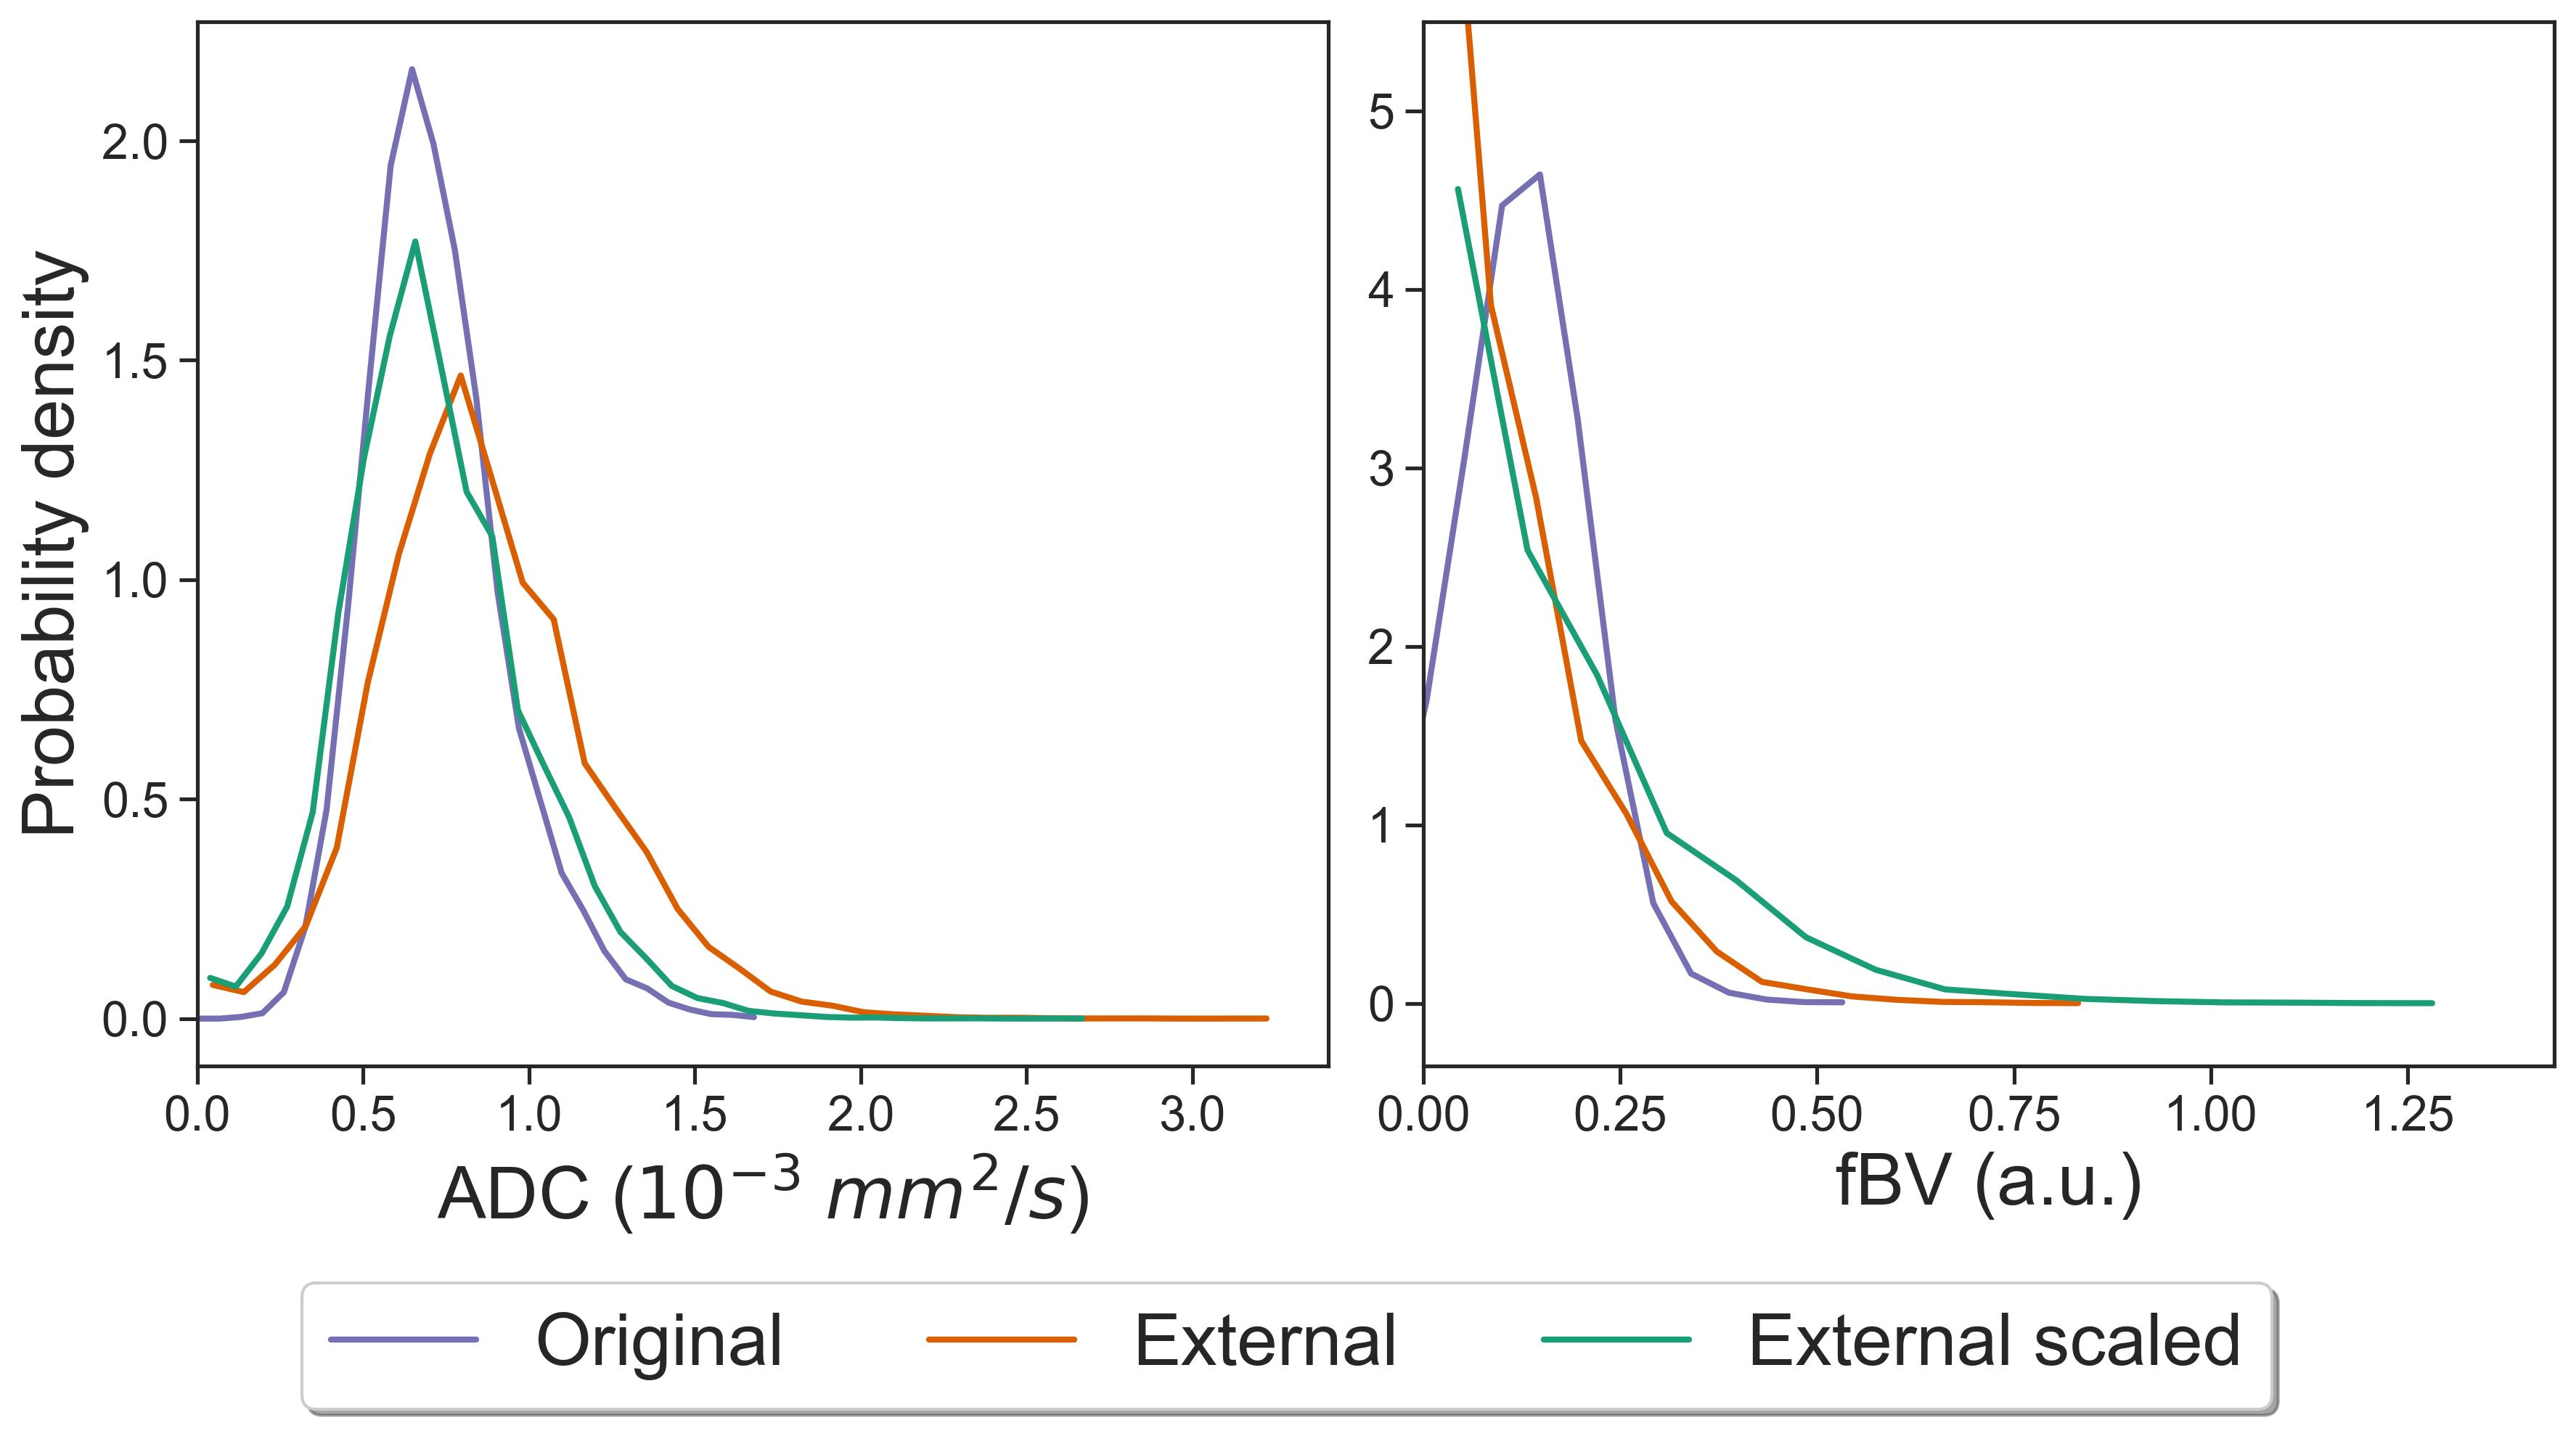 Probability density
2.0
1.5
1.0
0.5
0.0
0.0 0.5 1.0 1.5 2.0 2.5 3.0
ADC (10⁻³ mm²/s)
5
4
3
2
1
0
0.00 0.25 0.50 0.75 1.00 1.25
fBV (a.u.)
Original External External scaled